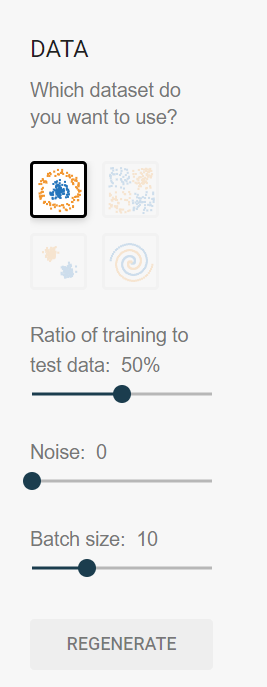 DATA
Which dataset do
you want to use?
Ratio of training to
test data: 50%
Noise: 0
Batch size: 10
REGENERATE